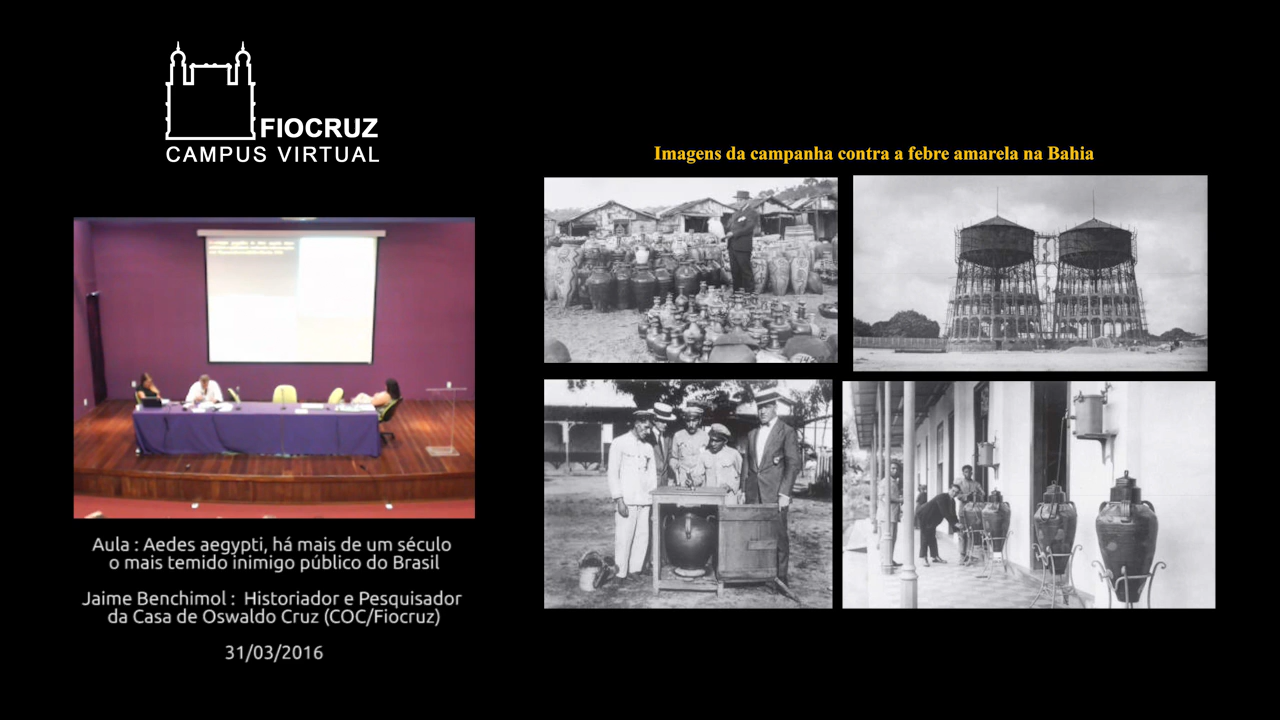 FIOCRUZ
CAMPUS VIRTUAL
Imagens da campanha contra a febre amarela na Bahia
Aula : Aedes aegypti, há mais de um século
o mais temido inimigo público do Brasil
Jaime Benchimol : Historiador e Pesquisador
da Casa de Oswaldo Cruz (COC/Fiocruz)
31/03/2016